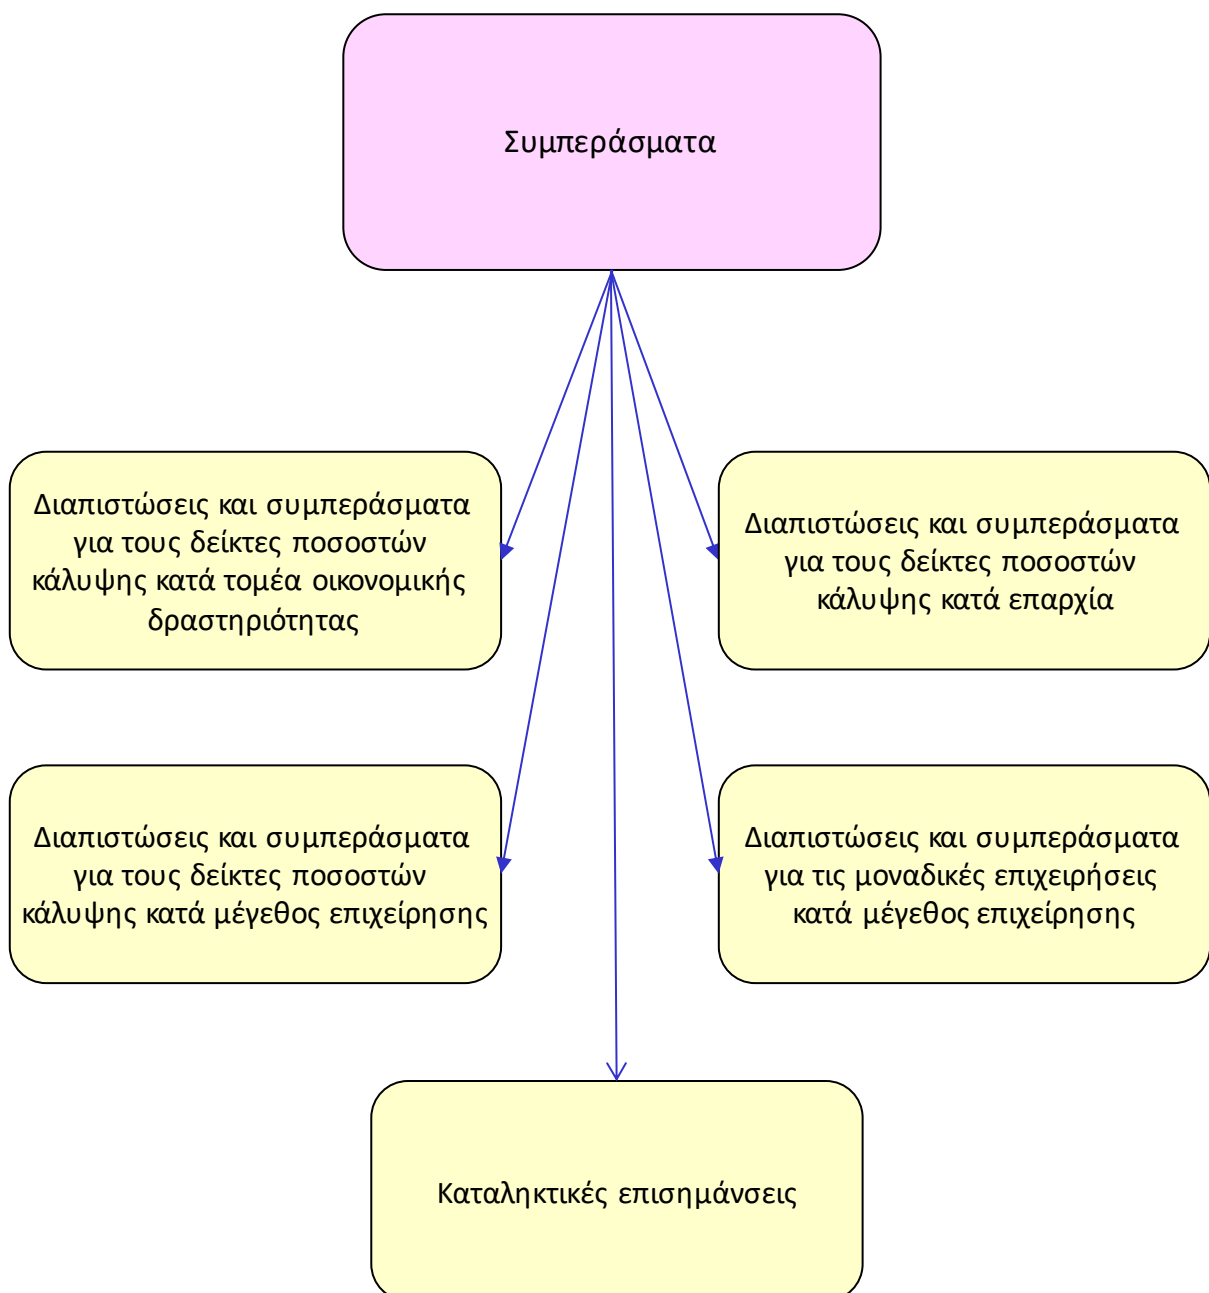 Συμπεράσματα
Διαπιστώσεις και συμπεράσματα
για τους δείκτες ποσοστών
κάλυψης κατά τομέα οικονομικής
δραστηριότητας
Διαπιστώσεις και συμπεράσματα
για τους δείκτες ποσοστών
κάλυψης κατά επαρχία
Διαπιστώσεις και συμπεράσματα
για τους δείκτες ποσοστών
κάλυψης κατά μέγεθος επιχείρησης
Διαπιστώσεις και συμπεράσματα
για τις μοναδικές επιχειρήσεις
κατά μέγεθος επιχείρησης
Καταληκτικές επισημάνσεις